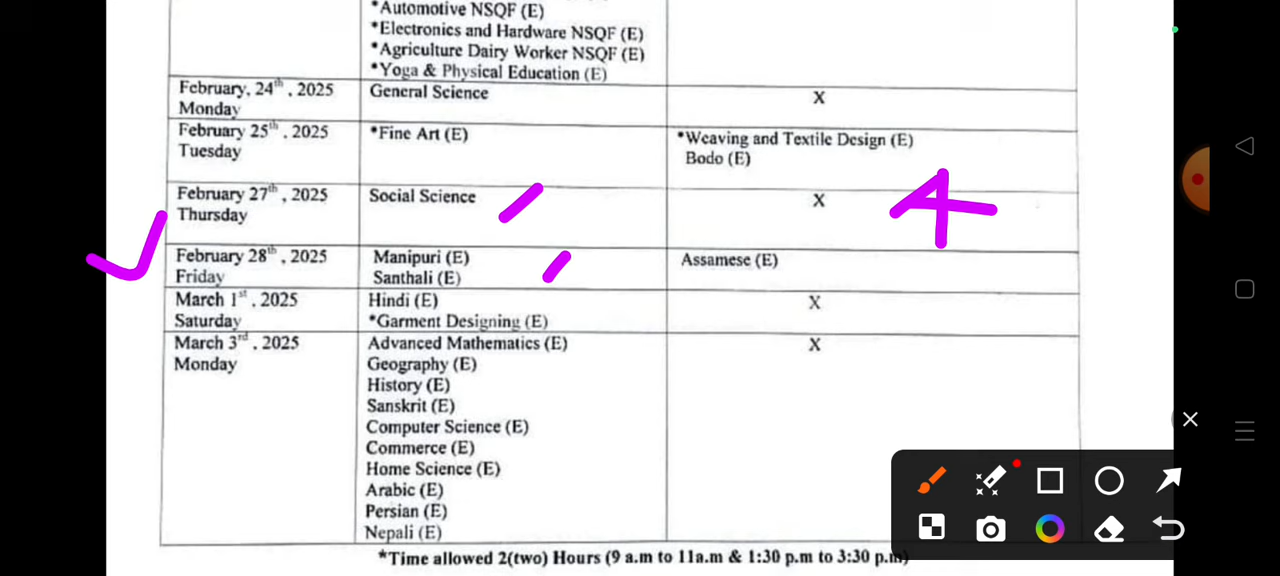 *Automotive NSQF (E)
*Electronics and Hardware NSQF (E)
*Agriculture Dairy Worker NSQF (E)
*Yoga & Physical Education (E)
February, 24th , 2025 General Science X
Monday
February 25th , 2025 *Fine Art (E) *Weaving and Textile Design (E)
Tuesday Bodo (E)
February 27th , 2025 Social Science X
Thursday
February 28th , 2025 Manipuri (E) Assamese (E)
Friday Santhali (E)
March 1st , 2025 Hindi (E) X
Saturday *Garment Designing (E)
March 3rd , 2025 Advanced Mathematics (E) X
Monday Geography (E)
History (E)
Sanskrit (E)
Computer Science (E)
Commerce (E)
Home Science (E)
Arabic (E)
Persian (E)
Nepali (E)
*Time allowed 2(two) Hours (9 a.m to 11a.m & 1:30 p.m to 3:30 p.m)